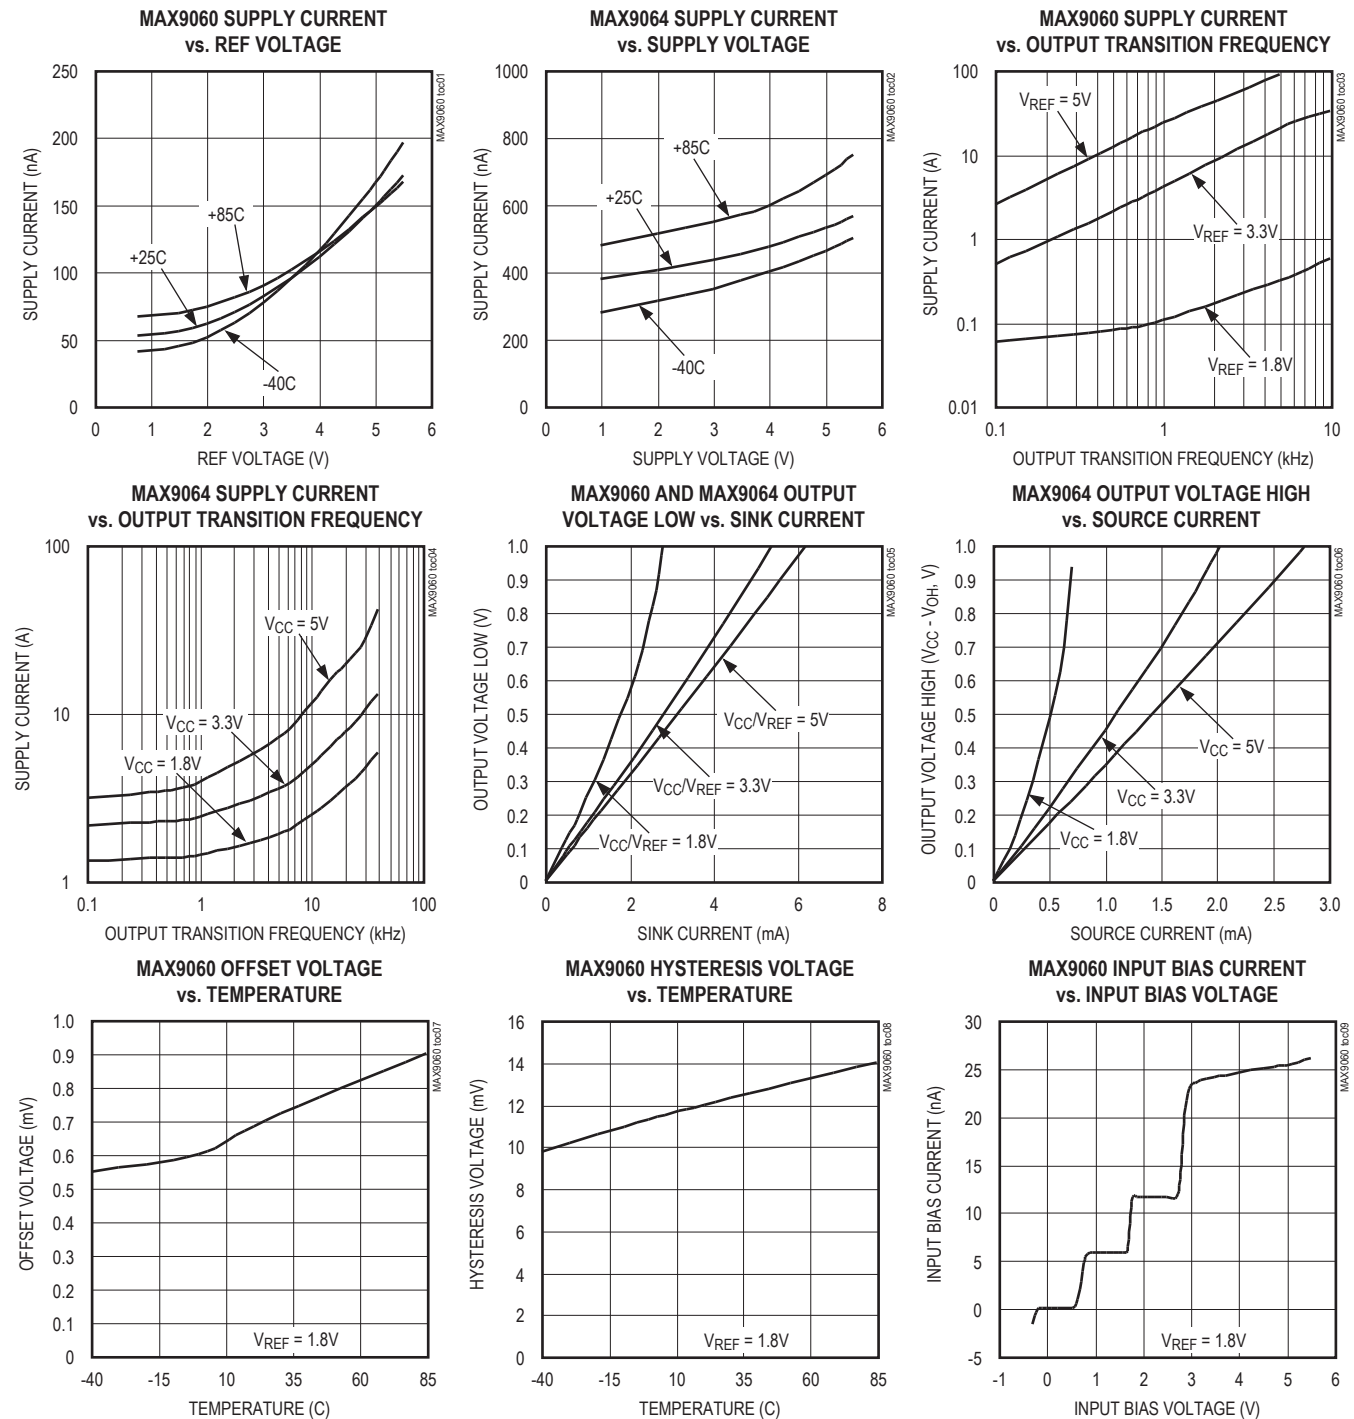 MAX9060 SUPPLY CURRENT
vs. REF VOLTAGE
250
200
150
100
50
0
SUPPLY CURRENT (nA)
+85C
+25C
-40C
0 1 2 3 4 5 6
REF VOLTAGE (V)
MAX9060 toc01
MAX9064 SUPPLY CURRENT
vs. SUPPLY VOLTAGE
1000
800
600
400
200
0
SUPPLY CURRENT (nA)
+85C
+25C
-40C
0 1 2 3 4 5 6
SUPPLY VOLTAGE (V)
MAX9060 toc02
MAX9060 SUPPLY CURRENT
vs. OUTPUT TRANSITION FREQUENCY
100
10
1
0.1
0.01
SUPPLY CURRENT (A)
VREF = 5V
VREF = 3.3V
VREF = 1.8V
0.1 1 10
OUTPUT TRANSITION FREQUENCY (kHz)
MAX9060 toc03
MAX9064 SUPPLY CURRENT
vs. OUTPUT TRANSITION FREQUENCY
100
10
1
SUPPLY CURRENT (A)
VCC = 5V
VCC = 3.3V
VCC = 1.8V
0.1 1 10 100
OUTPUT TRANSITION FREQUENCY (kHz)
MAX9060 toc04
MAX9060 AND MAX9064 OUTPUT
VOLTAGE LOW vs. SINK CURRENT
1.0
0.9
0.8
0.7
0.6
0.5
0.4
0.3
0.2
0.1
0
OUTPUT VOLTAGE LOW (V)
VCC/VREF = 5V
VCC/VREF = 3.3V
VCC/VREF = 1.8V
0 2 4 6 8
SINK CURRENT (mA)
MAX9060 toc05
MAX9064 OUTPUT VOLTAGE HIGH
vs. SOURCE CURRENT
1.0
0.9
0.8
0.7
0.6
0.5
0.4
0.3
0.2
0.1
0
OIUTPUT VOLTAGE HIGH (VCC - VOH, V)
VCC = 5V
VCC = 3.3V
VCC = 1.8V
0 0.5 1.0 1.5 2.0 2.5 3.0
SOURCE CURRENT (mA)
MAX9060 toc06
MAX9060 OFFSET VOLTAGE
vs. TEMPERATURE
1.0
0.9
0.8
0.7
0.6
0.5
0.4
0.3
0.2
0.1
0
OFFSET VOLTAGE (mV)
VREF = 1.8V
-40 -15 10 35 60 85
TEMPERATURE (C)
MAX9060 toc07
MAX9060 HYSTERESIS VOLTAGE
vs. TEMPERATURE
16
14
12
10
8
6
4
2
0
HYSTERESIS VOLTAGE (mV)
VREF = 1.8V
-40 -15 10 35 60 85
TEMPERATURE (C)
MAX9060 toc08
MAX9060 INPUT BIAS CURRENT
vs. INPUT BIAS VOLTAGE
30
25
20
15
10
5
0
-5
INPUT BIAS CURRENT (nA)
VREF = 1.8V
-1 0 1 2 3 4 5 6
INPUT BIAS VOLTAGE (V)
MAX9060 toc09